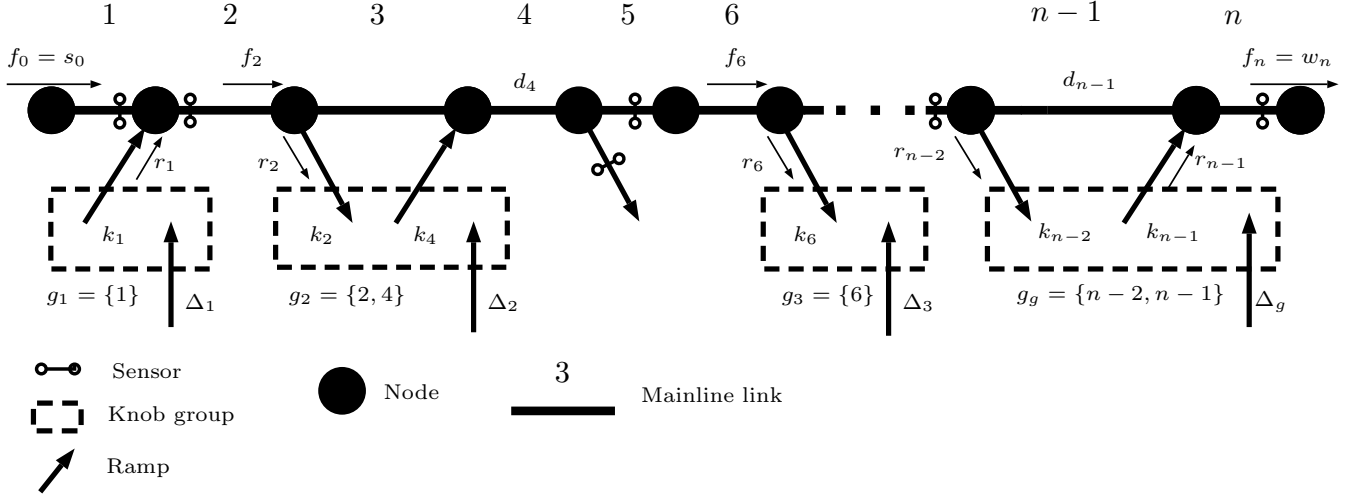 1 2 3 4 5 6 n − 1 n
f₀ = s₀ f₂ d₄ f₆ dₙ₋₁ fₙ = wₙ
r₁ r₂ r₆ rₙ₋₂ rₙ₋₁
k₁ k₂ k₄ k₆ kₙ₋₂ kₙ₋₁
g₁ = {1} Δ₁ g₂ = {2, 4} Δ₂ g₃ = {6} Δ₃ g_g = {n − 2, n − 1} Δ_g
Sensor
Knob group
Ramp
Node
3
Mainline link